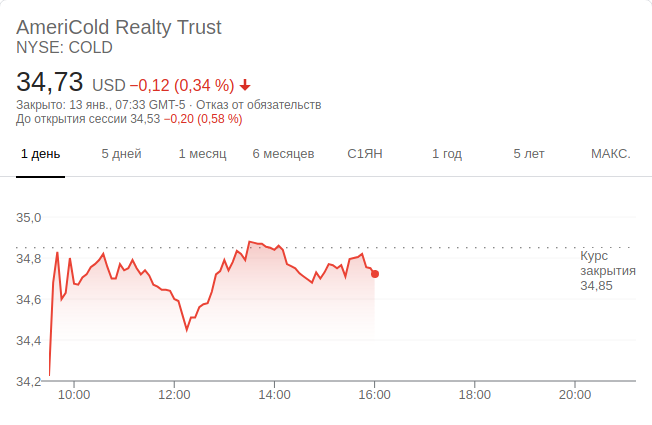 AmeriCold Realty Trust
NYSE: COLD
34,73 USD −0,12 (0,34 %)
Закрыто: 13 янв., 07:33 GMT-5 · Отказ от обязательств
До открытия сессии 34,53 −0,20 (0,58 %)
1 день 5 дней 1 месяц 6 месяцев С1ЯН 1 год 5 лет МАКС.
35,0
34,8
34,6
34,4
34,2
Курс
закрытия
34,85
10:00 12:00 14:00 16:00 18:00 20:00